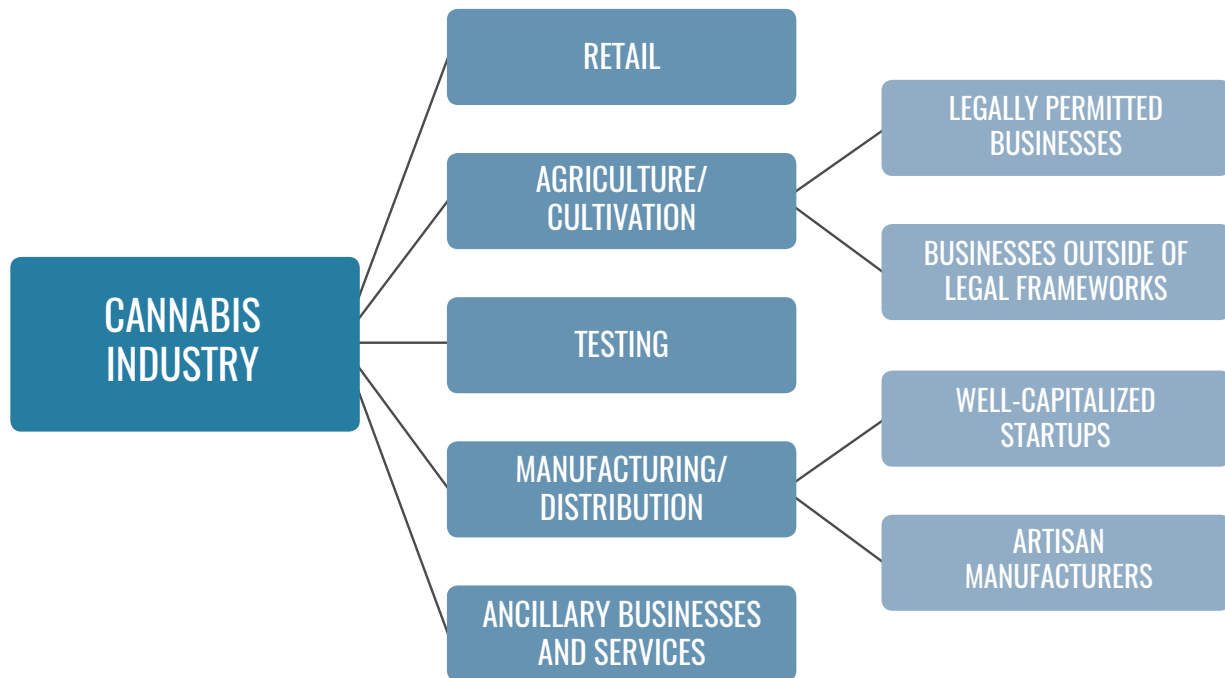 RETAIL
LEGALLY PERMITTED
BUSINESSES
AGRICULTURE/
CULTIVATION
BUSINESSES OUTSIDE OF
LEGAL FRAMEWORKS
CANNABIS
INDUSTRY
TESTING
WELL-CAPITALIZED
STARTUPS
MANUFACTURING/
DISTRIBUTION
ARTISAN
MANUFACTURERS
ANCILLARY BUSINESSES
AND SERVICES